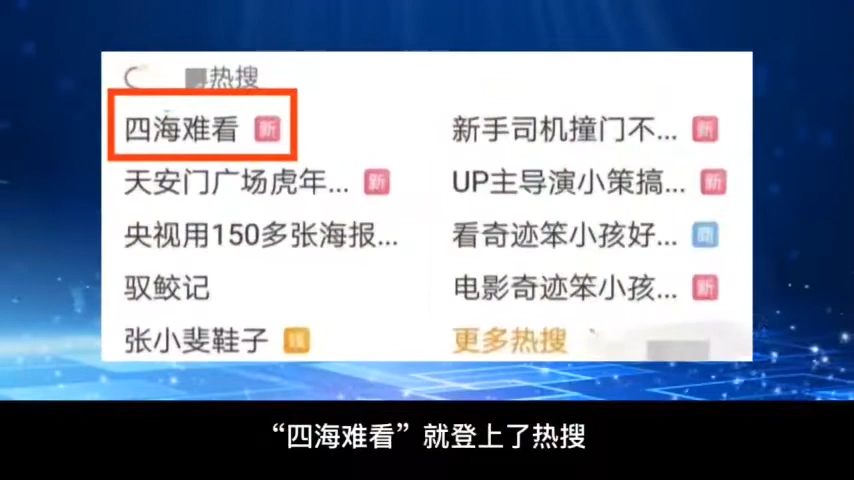 热搜
四海难看 新
新手司机撞门不... 新
天安门广场虎年... 新
UP主导演小策搞... 新
央视用150多张海报...
看奇迹笨小孩好... 商
驭鲛记
电影奇迹笨小孩... 新
张小斐鞋子
更多热搜
“四海难看”就登上了热搜